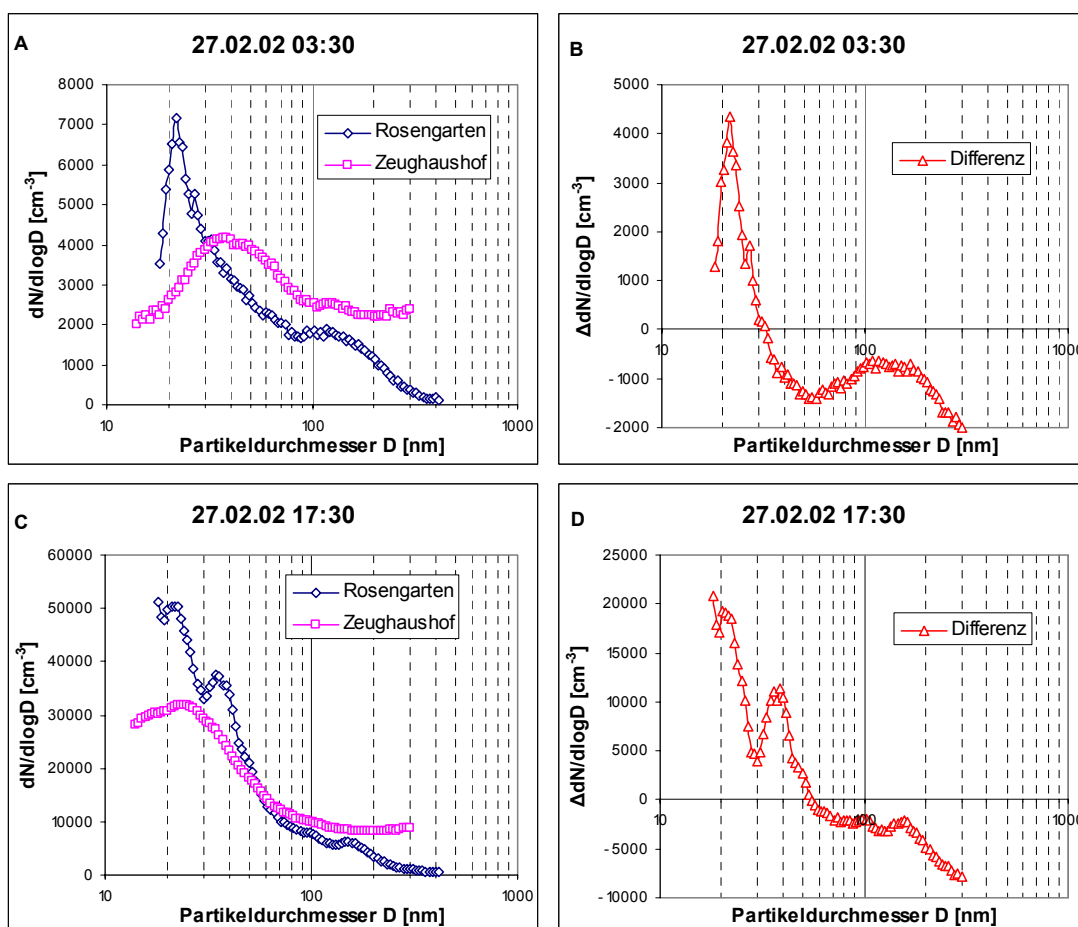 A
27.02.02 03:30
8000
7000
6000
5000
4000
3000
2000
1000
0
10
100
1000
dN/dlogD [cm-3]
Partikeldurchmesser D [nm]
Rosengarten
Zeughaushof
B
27.02.02 03:30
5000
4000
3000
2000
1000
0
-1000
-2000
10
100
1000
ΔdN/dlogD [cm-3]
Partikeldurchmesser D [nm]
Differenz
C
27.02.02 17:30
60000
50000
40000
30000
20000
10000
0
10
100
1000
dN/dlogD [cm-3]
Partikeldurchmesser D [nm]
Rosengarten
Zeughaushof
D
27.02.02 17:30
25000
20000
15000
10000
5000
0
-5000
-10000
10
100
1000
ΔdN/dlogD [cm-3]
Partikeldurchmesser D [nm]
Differenz